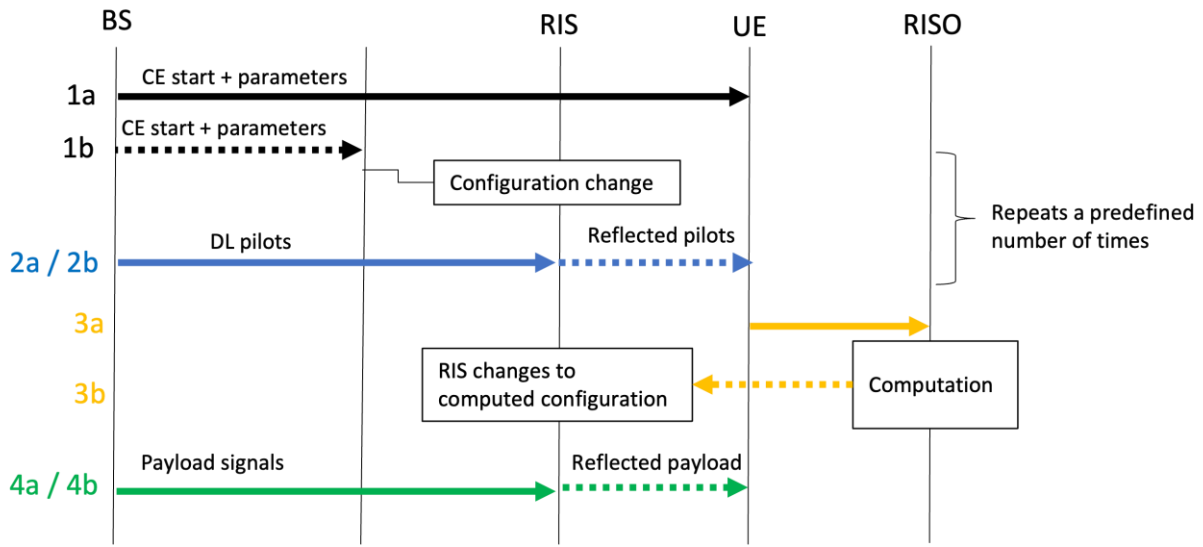 BS
RIS
UE
RISO
CE start + parameters
1a
CE start + parameters
1b
Configuration change
Repeats a predefined
number of times
DL pilots
Reflected pilots
2a / 2b
3a
RIS changes to
computed configuration
3b
Computation
Payload signals
Reflected payload
4a / 4b